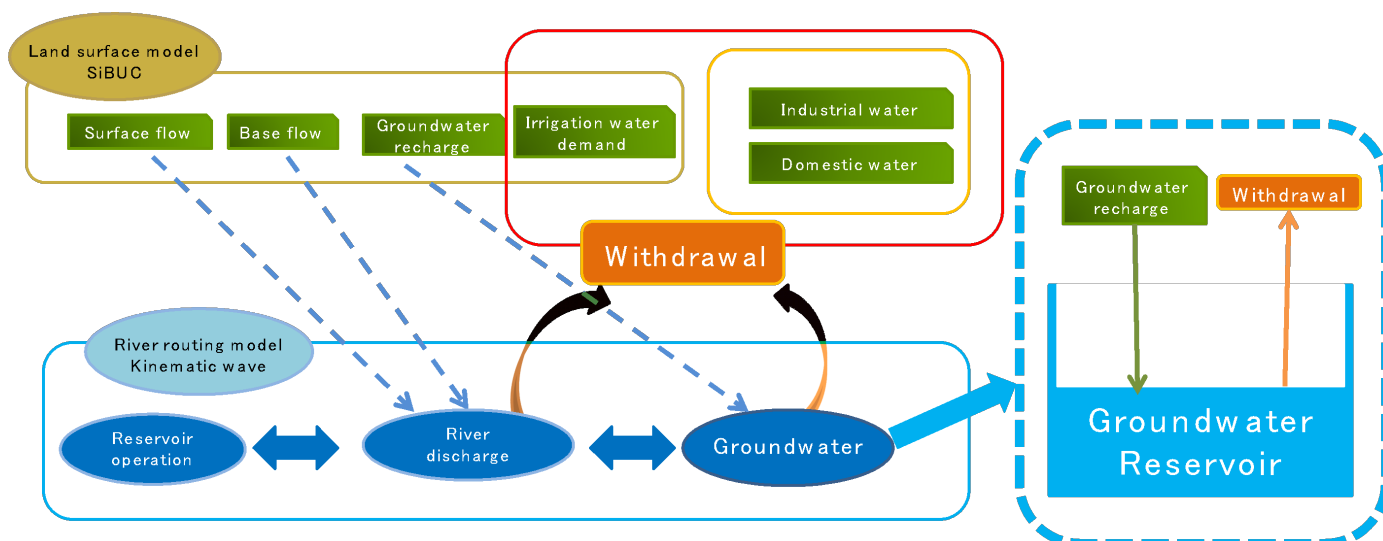 Land surface model
SiBUC
Surface flow
Base flow
Groundwater
recharge
Irrigation water
demand
Industrial water
Domestic water
Withdrawal
River routing model
Kinematic wave
Reservoir
operation
River
discharge
Groundwater
Groundwater
recharge
Withdrawal
Groundwater
Reservoir